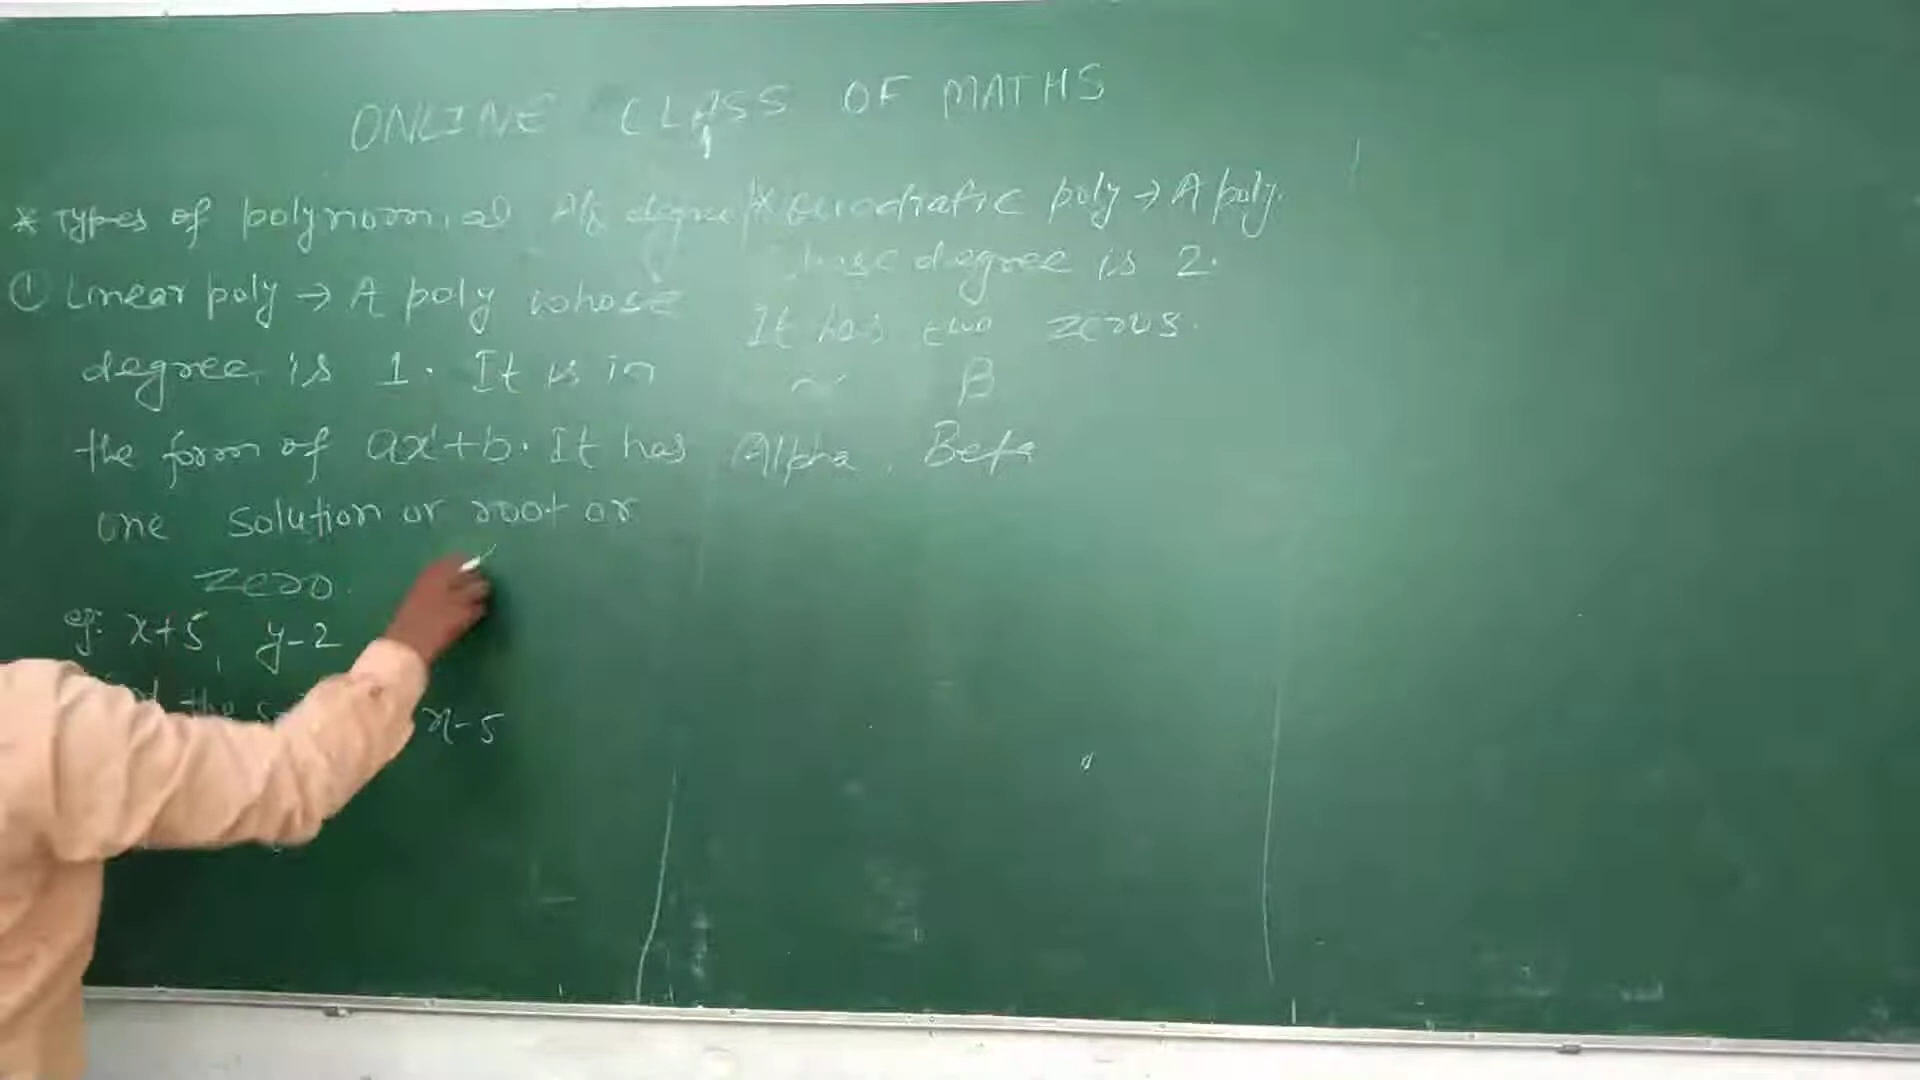 ONLINE CLASS OF MATHS
* Types of polynomial degree
① Linear poly → A poly whose
degree is 1. It is in
the form of ax¹+b. It has
one solution or root or
zero.
eg: x+5, y-2
the x-5
* Quadratic poly → A poly.
whose degree is 2.
It has two zeros.
β
Alpha, Beta